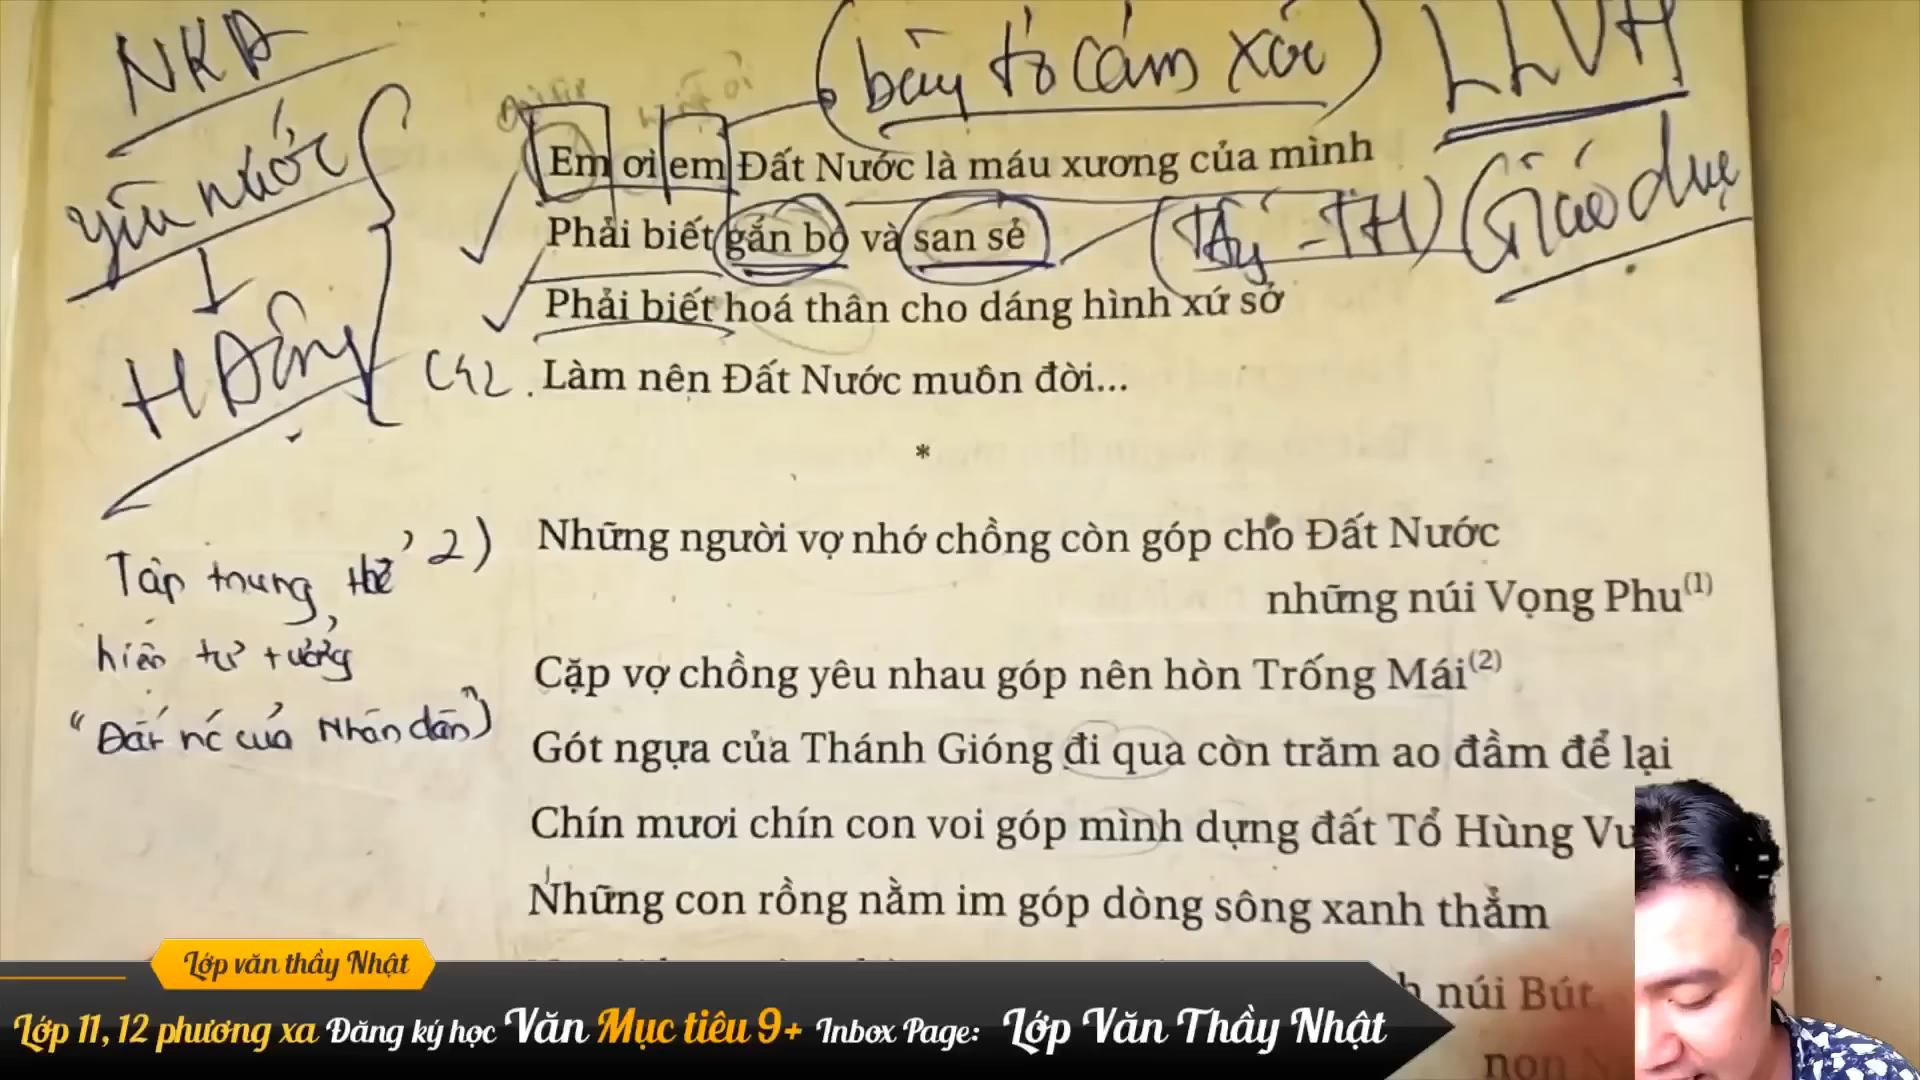 NKĐ
(bày tỏ cảm xúc)
LLVH
yêu nước
Em ơi em Đất Nước là máu xương của mình
Phải biết gắn bó và san sẻ
Giáo dục
Phải biết hoá thân cho dáng hình xứ sở
H Động
C42. Làm nên Đất Nước muôn đời...
*
2) Những người vợ nhớ chồng còn góp cho Đất Nước
những núi Vọng Phu(1)
Tập trung thể
hiện tư tưởng
"Đất nc của Nhân dân"
Cặp vợ chồng yêu nhau góp nên hòn Trống Mái(2)
Gót ngựa của Thánh Gióng đi qua còn trăm ao đầm để lại
Chín mươi chín con voi góp mình dựng đất Tổ Hùng Vư
Những con rồng nằm im góp dòng sông xanh thẳm
núi Bút
non
Lớp văn thầy Nhật
Lớp 11, 12 phương xa Đăng ký học Văn Mục tiêu 9+ Inbox Page: Lớp Văn Thầy Nhật